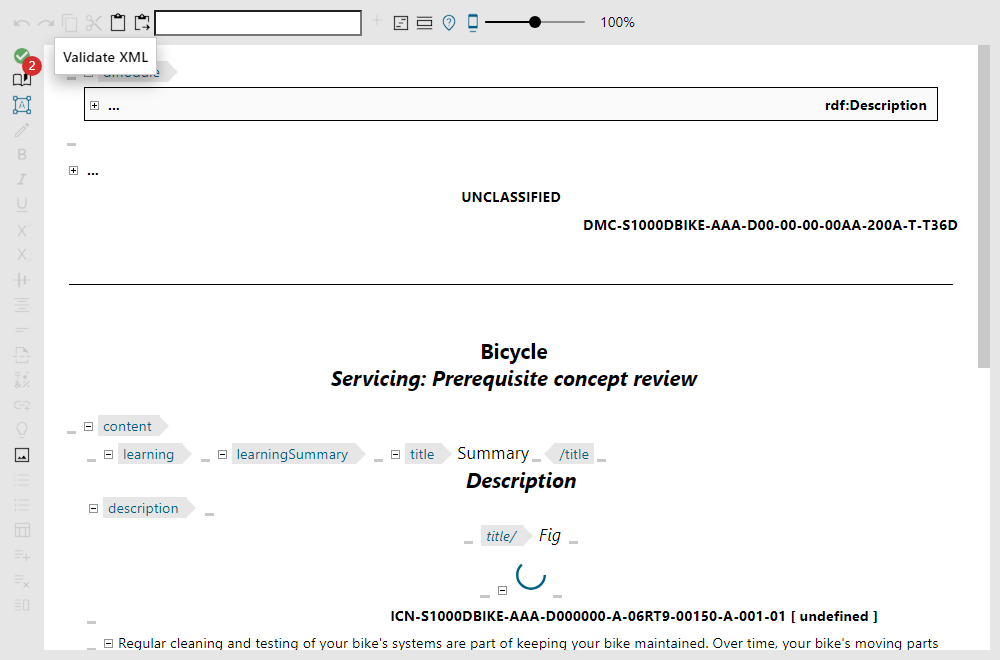 100%
Validate XML
2
dmodule
... rdf:Description
...
UNCLASSIFIED
DMC-S1000DBIKE-AAA-D00-00-00-00AA-200A-T-T36D
Bicycle
Servicing: Prerequisite concept review
content
learning learningSummary title Summary /title
Description
description
title/ Fig
ICN-S1000DBIKE-AAA-D000000-A-06RT9-00150-A-001-01 [ undefined ]
Regular cleaning and testing of your bike's systems are part of keeping your bike maintained. Over time, your bike's moving parts